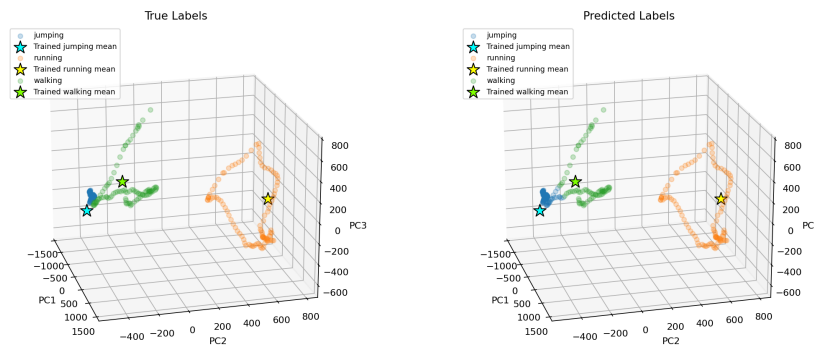 True Labels
jumping
Trained jumping mean
running
Trained running mean
walking
Trained walking mean
800
600
400
200
0
−200
−400
−600
PC3
−1500
−1000
−500
0
500
1000
1500
PC1
−400
−200
0
200
400
600
800
PC2
Predicted Labels
jumping
Trained jumping mean
running
Trained running mean
walking
Trained walking mean
800
600
400
200
0
−200
−400
−600
PC
−1500
−1000
−500
0
500
1000
1500
PC1
−400
−200
0
200
400
600
800
PC2